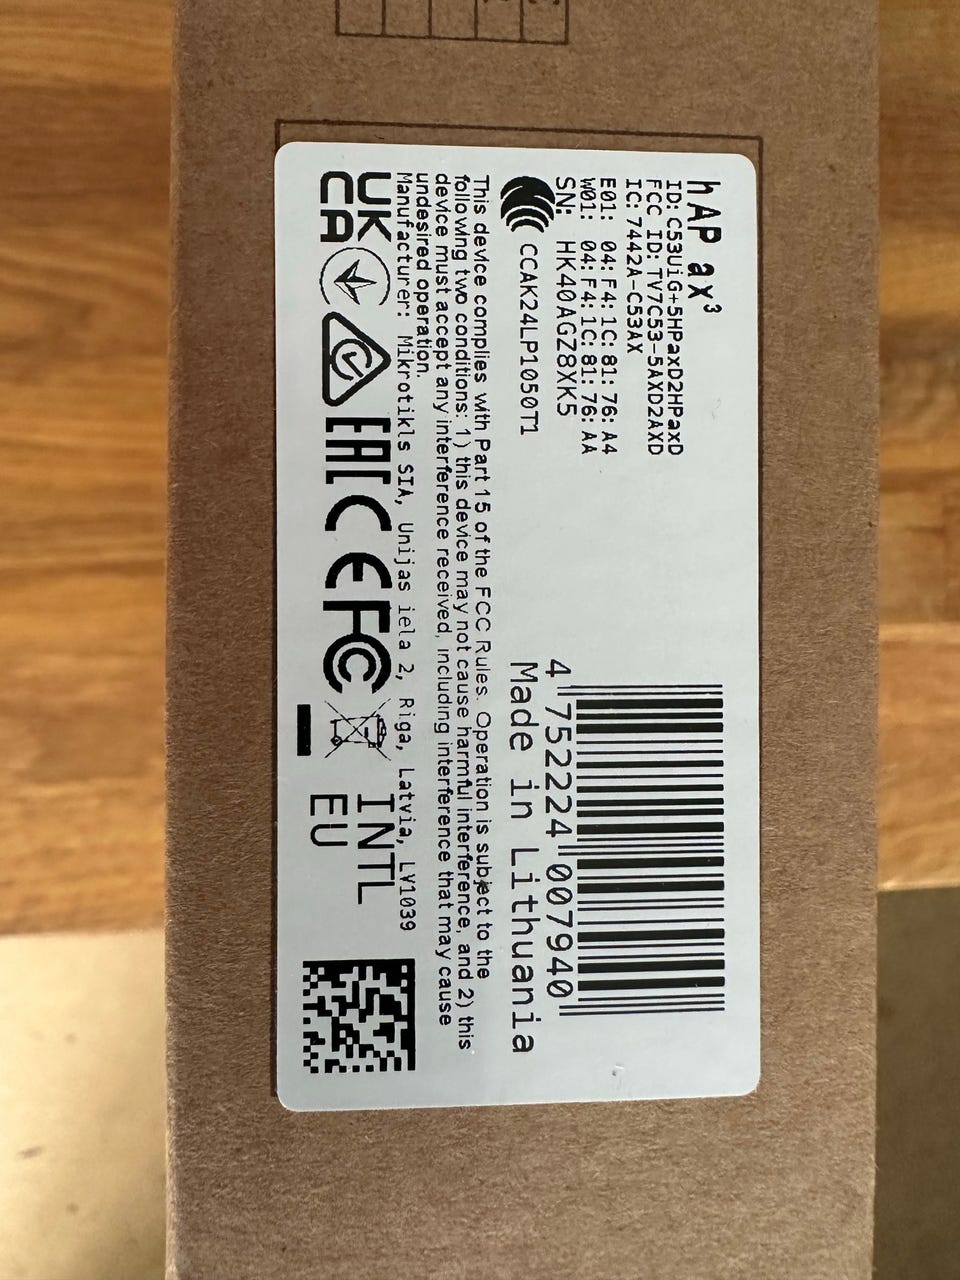 hAP ax³
ID: C53UiG+5HPaxD2HPaxD
FCC ID: TV7C53-5AXD2AXD
IC: 7442A-C53AX
E01: 04:F4:1C:81:76:A4
W01: 04:F4:1C:81:76:AA
SN: HK40AGZ8XK5
CCAK24LP1050T1
4 752224 007940
Made in Lithuania
This device complies with Part 15 of the FCC Rules. Operation is subject to the
followng two conditions: 1) this device may not cause harmful interference, and 2) this
device must accept any interference received, including interference that may cause
undesired operation.
Manufacturer: Mikrotikls SIA, Unijas iela 2, Riga, Latvia, LV1039
UK
CA
EAC
CE
FC
INTL
EU